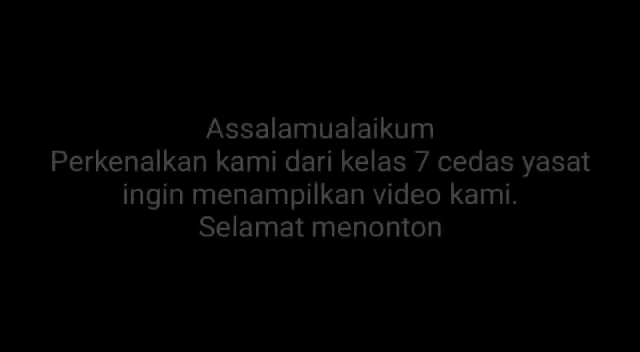 Assalamualaikum
Perkenalkan kami dari kelas 7 cedas yasat
ingin menampilkan video kami.
Selamat menonton